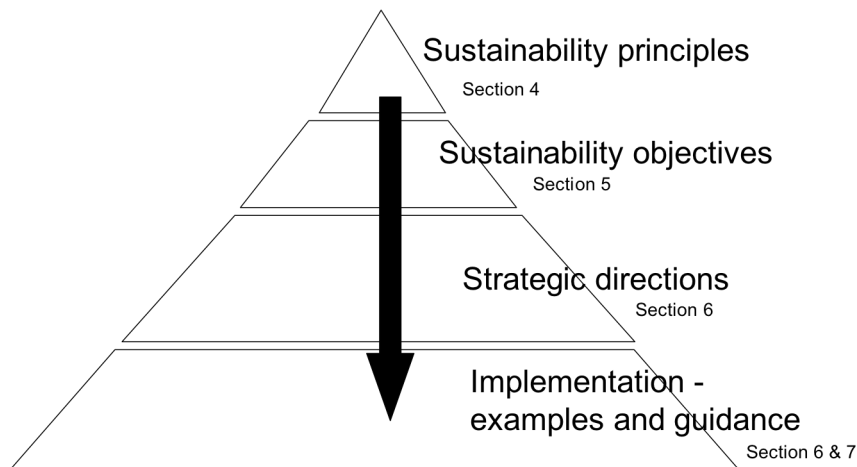 Sustainability principles
Section 4
Sustainability objectives
Section 5
Strategic directions
Section 6
Implementation -
examples and guidance
Section 6 & 7